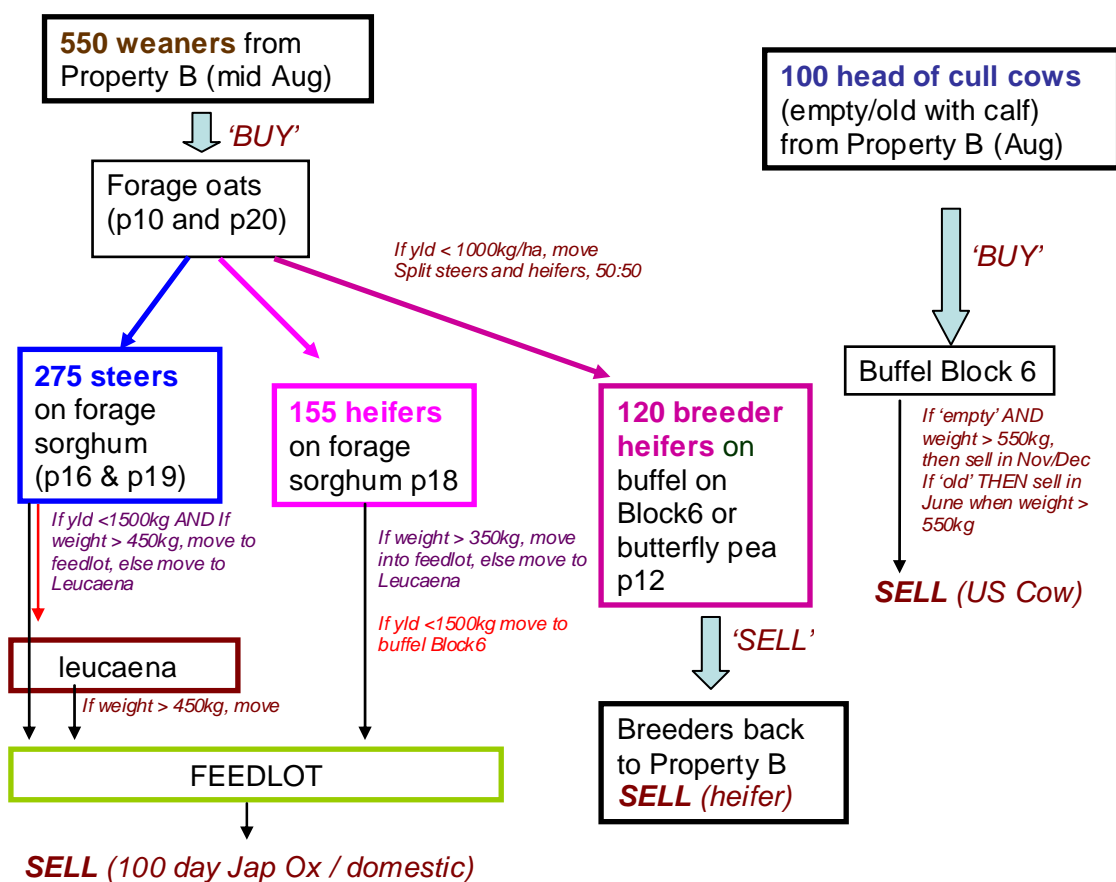 550 weaners from
Property B (mid Aug)
‘BUY’
Forage oats
(p10 and p20)
If yld < 1000kg/ha, move
Split steers and heifers, 50:50
275 steers
on forage
sorghum
(p16 & p19)
155 heifers
on forage
sorghum p18
120 breeder
heifers on
buffel on
Block6 or
butterfly pea
p12
If yld <1500kg AND If
weight > 450kg, move to
feedlot, else move to
Leucaena
If weight > 350kg, move
into feedlot, else move to
Leucaena
If yld <1500kg move to
buffel Block6
leucaena
If weight > 450kg, move
FEEDLOT
SELL (100 day Jap Ox / domestic)
‘SELL’
Breeders back
to Property B
SELL (heifer)
100 head of cull cows
(empty/old with calf)
from Property B (Aug)
‘BUY’
Buffel Block 6
If ‘empty’ AND
weight > 550kg,
then sell in Nov/Dec
If ‘old’ THEN sell in
June when weight >
550kg
SELL (US Cow)